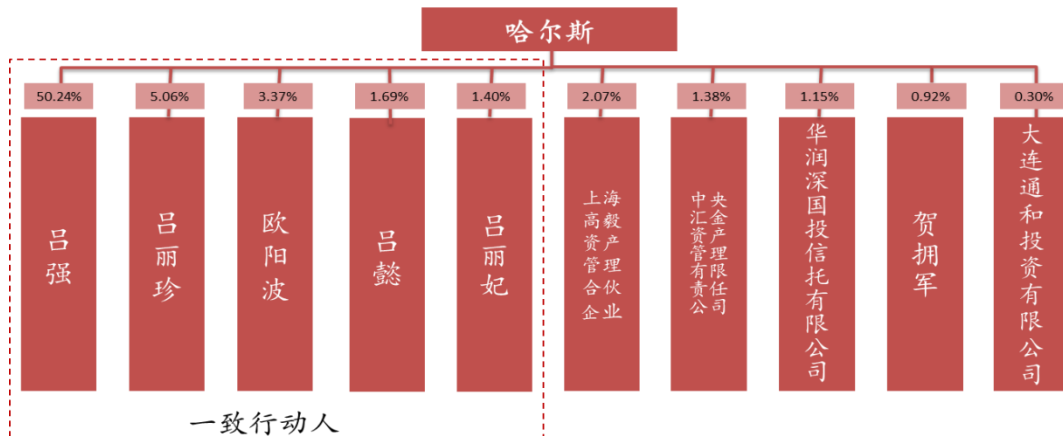 哈尔斯
50.24%
5.06%
3.37%
1.69%
1.40%
2.07%
1.38%
1.15%
0.92%
0.30%
吕强
吕丽珍
欧阳波
吕懿
吕丽妃
上海
高毅
资产
管理
合伙
企业
中央
汇金
资产
管理
有限
责任
公司
华润深国投信托有限公司
贺拥军
大连通和投资有限公司
一致行动人